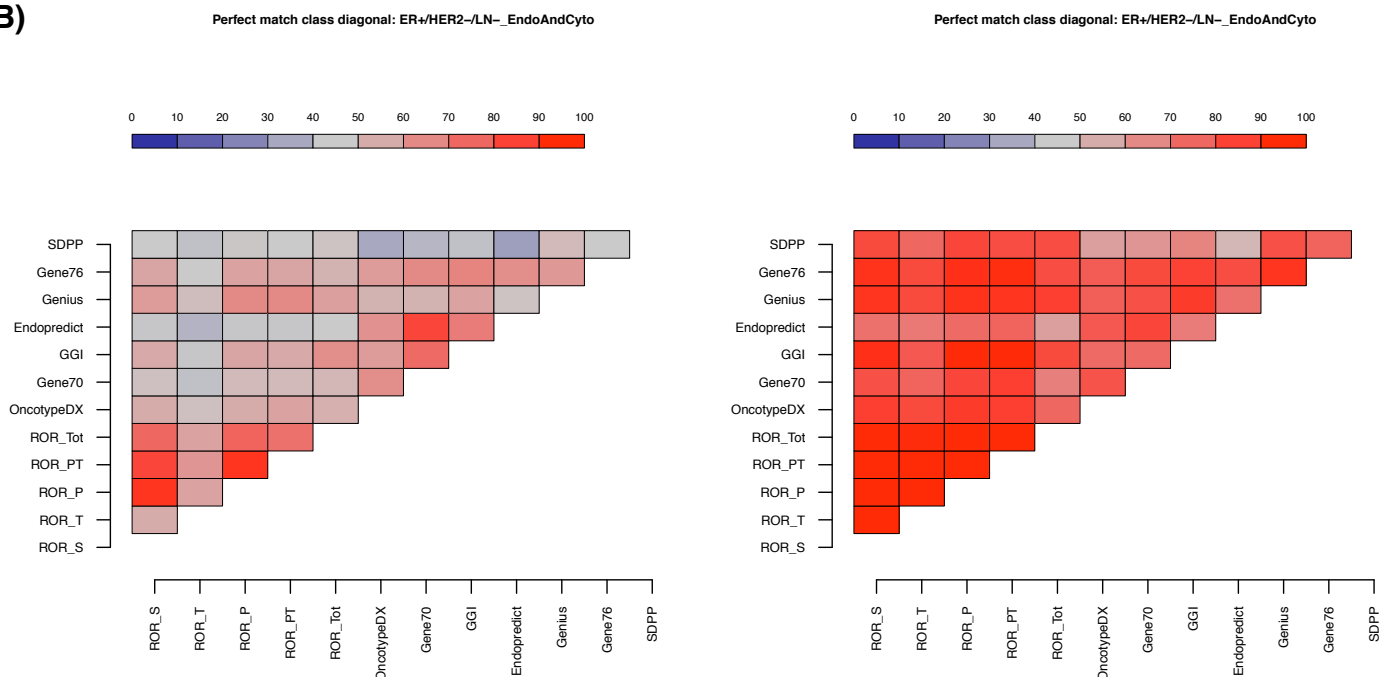 B)
Perfect match class diagonal: ER+/HER2−/LN−_EndoAndCyto
0 10 20 30 40 50 60 70 80 90 100
SDPP
Gene76
Genius
Endopredict
GGI
Gene70
OncotypeDX
ROR_Tot
ROR_PT
ROR_P
ROR_T
ROR_S
ROR_S
ROR_T
ROR_P
ROR_PT
ROR_Tot
OncotypeDX
Gene70
GGI
Endopredict
Genius
Gene76
SDPP
Perfect match class diagonal: ER+/HER2−/LN−_EndoAndCyto
0 10 20 30 40 50 60 70 80 90 100
SDPP
Gene76
Genius
Endopredict
GGI
Gene70
OncotypeDX
ROR_Tot
ROR_PT
ROR_P
ROR_T
ROR_S
ROR_S
ROR_T
ROR_P
ROR_PT
ROR_Tot
OncotypeDX
Gene70
GGI
Endopredict
Genius
Gene76
SDPP